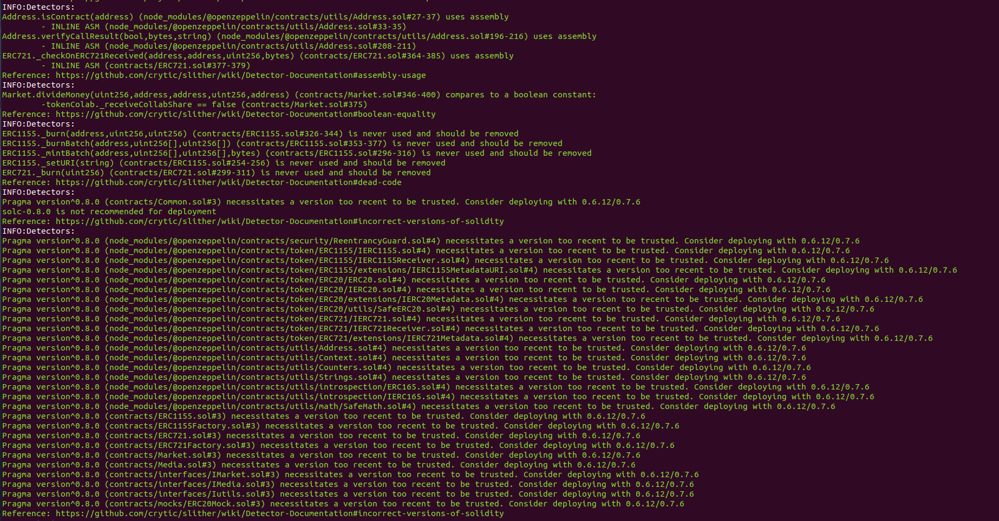 INFO:Detectors:
Address.isContract(address) (node_modules/@openzeppelin/contracts/utils/Address.sol#27-37) uses assembly
        - INLINE ASM (node_modules/@openzeppelin/contracts/utils/Address.sol#33-35)
Address.verifyCallResult(bool,bytes,string) (node_modules/@openzeppelin/contracts/utils/Address.sol#196-216) uses assembly
        - INLINE ASM (node_modules/@openzeppelin/contracts/utils/Address.sol#208-211)
ERC721._checkOnERC721Received(address,address,uint256,bytes) (contracts/ERC721.sol#364-385) uses assembly
        - INLINE ASM (contracts/ERC721.sol#377-379)
Reference: https://github.com/crytic/slither/wiki/Detector-Documentation#assembly-usage
INFO:Detectors:
Market.divideMoney(uint256,address,address,uint256,address) (contracts/Market.sol#346-400) compares to a boolean constant:
        -tokenColab._receiveCollabShare == false (contracts/Market.sol#375)
Reference: https://github.com/crytic/slither/wiki/Detector-Documentation#boolean-equality
INFO:Detectors:
ERC1155._burn(address,uint256,uint256) (contracts/ERC1155.sol#326-344) is never used and should be removed
ERC1155._burnBatch(address,uint256[],uint256[]) (contracts/ERC1155.sol#353-377) is never used and should be removed
ERC1155._mintBatch(address,uint256[],uint256[],bytes) (contracts/ERC1155.sol#296-316) is never used and should be removed
ERC1155._setURI(string) (contracts/ERC1155.sol#254-256) is never used and should be removed
ERC721._burn(uint256) (contracts/ERC721.sol#299-311) is never used and should be removed
Reference: https://github.com/crytic/slither/wiki/Detector-Documentation#dead-code
INFO:Detectors:
Pragma version^0.8.0 (contracts/Common.sol#3) necessitates a version too recent to be trusted. Consider deploying with 0.6.12/0.7.6
solc-0.8.0 is not recommended for deployment
Reference: https://github.com/crytic/slither/wiki/Detector-Documentation#incorrect-versions-of-solidity
INFO:Detectors:
Pragma version^0.8.0 (node_modules/@openzeppelin/contracts/security/ReentrancyGuard.sol#4) necessitates a version too recent to be trusted. Consider deploying with 0.6.12/0.7.6
Pragma version^0.8.0 (node_modules/@openzeppelin/contracts/token/ERC1155/IERC1155.sol#4) necessitates a version too recent to be trusted. Consider deploying with 0.6.12/0.7.6
Pragma version^0.8.0 (node_modules/@openzeppelin/contracts/token/ERC1155/IERC1155Receiver.sol#4) necessitates a version too recent to be trusted. Consider deploying with 0.6.12/0.7.6
Pragma version^0.8.0 (node_modules/@openzeppelin/contracts/token/ERC1155/extensions/IERC1155MetadataURI.sol#4) necessitates a version too recent to be trusted. Consider deploying with 0.6.12/0.7.6
Pragma version^0.8.0 (node_modules/@openzeppelin/contracts/token/ERC20/ERC20.sol#4) necessitates a version too recent to be trusted. Consider deploying with 0.6.12/0.7.6
Pragma version^0.8.0 (node_modules/@openzeppelin/contracts/token/ERC20/IERC20.sol#4) necessitates a version too recent to be trusted. Consider deploying with 0.6.12/0.7.6
Pragma version^0.8.0 (node_modules/@openzeppelin/contracts/token/ERC20/extensions/IERC20Metadata.sol#4) necessitates a version too recent to be trusted. Consider deploying with 0.6.12/0.7.6
Pragma version^0.8.0 (node_modules/@openzeppelin/contracts/token/ERC20/utils/SafeERC20.sol#4) necessitates a version too recent to be trusted. Consider deploying with 0.6.12/0.7.6
Pragma version^0.8.0 (node_modules/@openzeppelin/contracts/token/ERC721/IERC721.sol#4) necessitates a version too recent to be trusted. Consider deploying with 0.6.12/0.7.6
Pragma version^0.8.0 (node_modules/@openzeppelin/contracts/token/ERC721/IERC721Receiver.sol#4) necessitates a version too recent to be trusted. Consider deploying with 0.6.12/0.7.6
Pragma version^0.8.0 (node_modules/@openzeppelin/contracts/token/ERC721/extensions/IERC721Metadata.sol#4) necessitates a version too recent to be trusted. Consider deploying with 0.6.12/0.7.6
Pragma version^0.8.0 (node_modules/@openzeppelin/contracts/utils/Address.sol#4) necessitates a version too recent to be trusted. Consider deploying with 0.6.12/0.7.6
Pragma version^0.8.0 (node_modules/@openzeppelin/contracts/utils/Context.sol#4) necessitates a version too recent to be trusted. Consider deploying with 0.6.12/0.7.6
Pragma version^0.8.0 (node_modules/@openzeppelin/contracts/utils/Counters.sol#4) necessitates a version too recent to be trusted. Consider deploying with 0.6.12/0.7.6
Pragma version^0.8.0 (node_modules/@openzeppelin/contracts/utils/Strings.sol#4) necessitates a version too recent to be trusted. Consider deploying with 0.6.12/0.7.6
Pragma version^0.8.0 (node_modules/@openzeppelin/contracts/utils/introspection/ERC165.sol#4) necessitates a version too recent to be trusted. Consider deploying with 0.6.12/0.7.6
Pragma version^0.8.0 (node_modules/@openzeppelin/contracts/utils/introspection/IERC165.sol#4) necessitates a version too recent to be trusted. Consider deploying with 0.6.12/0.7.6
Pragma version^0.8.0 (node_modules/@openzeppelin/contracts/utils/math/SafeMath.sol#4) necessitates a version too recent to be trusted. Consider deploying with 0.6.12/0.7.6
Pragma version^0.8.0 (contracts/ERC1155.sol#3) necessitates a version too recent to be trusted. Consider deploying with 0.6.12/0.7.6
Pragma version^0.8.0 (contracts/ERC1155Factory.sol#3) necessitates a version too recent to be trusted. Consider deploying with 0.6.12/0.7.6
Pragma version^0.8.0 (contracts/ERC721.sol#3) necessitates a version too recent to be trusted. Consider deploying with 0.6.12/0.7.6
Pragma version^0.8.0 (contracts/ERC721Factory.sol#3) necessitates a version too recent to be trusted. Consider deploying with 0.6.12/0.7.6
Pragma version^0.8.0 (contracts/Market.sol#3) necessitates a version too recent to be trusted. Consider deploying with 0.6.12/0.7.6
Pragma version^0.8.0 (contracts/Media.sol#3) necessitates a version too recent to be trusted. Consider deploying with 0.6.12/0.7.6
Pragma version^0.8.0 (contracts/interfaces/IMarket.sol#3) necessitates a version too recent to be trusted. Consider deploying with 0.6.12/0.7.6
Pragma version^0.8.0 (contracts/interfaces/IMedia.sol#3) necessitates a version too recent to be trusted. Consider deploying with 0.6.12/0.7.6
Pragma version^0.8.0 (contracts/interfaces/Iutils.sol#3) necessitates a version too recent to be trusted. Consider deploying with 0.6.12/0.7.6
Pragma version^0.8.0 (contracts/mocks/ERC20Mock.sol#3) necessitates a version too recent to be trusted. Consider deploying with 0.6.12/0.7.6
Reference: https://github.com/crytic/slither/wiki/Detector-Documentation#incorrect-versions-of-solidity